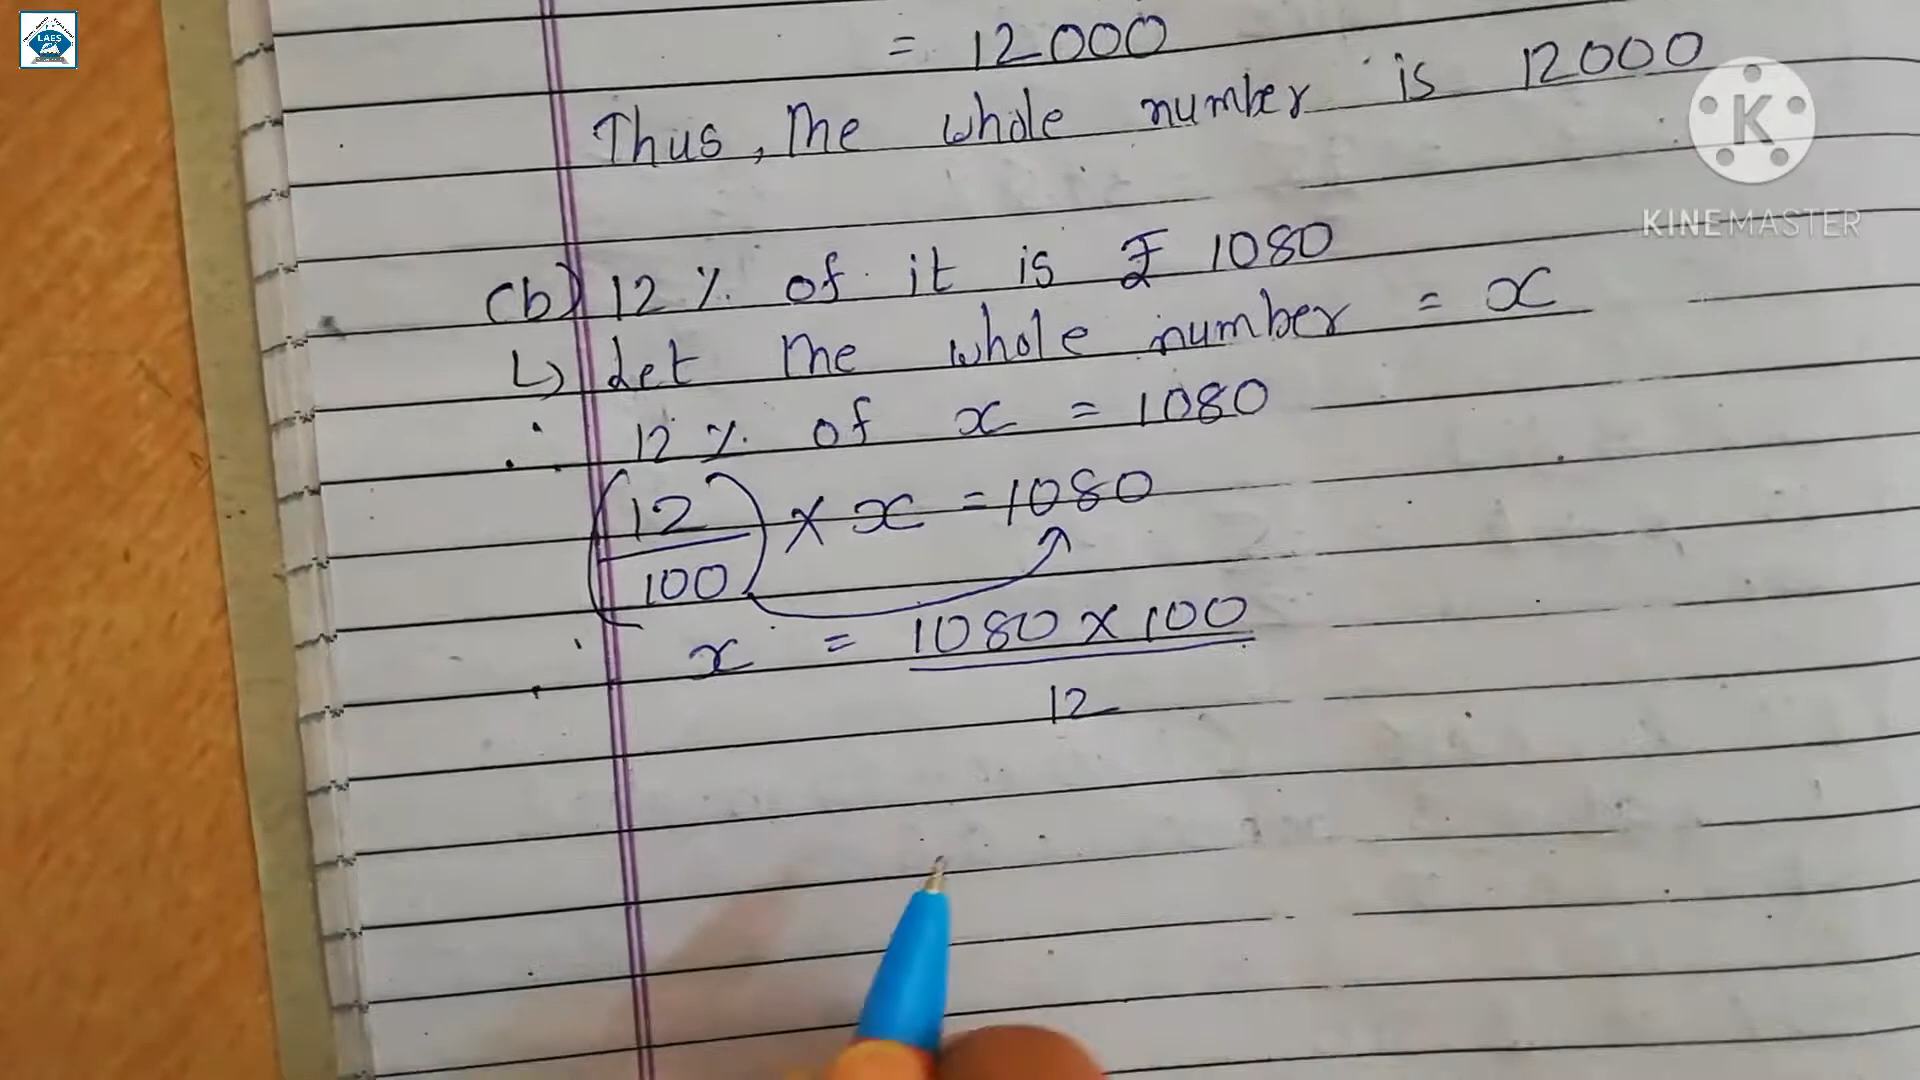 LAES
= 12000
Thus, the whole number is 12000
K
KINEMASTER
(b) 12 % of it is ₹ 1080
↳ Let the whole number = x
∴ 12 % of x = 1080
(12/100) × x = 1080
x = 1080 × 100
12